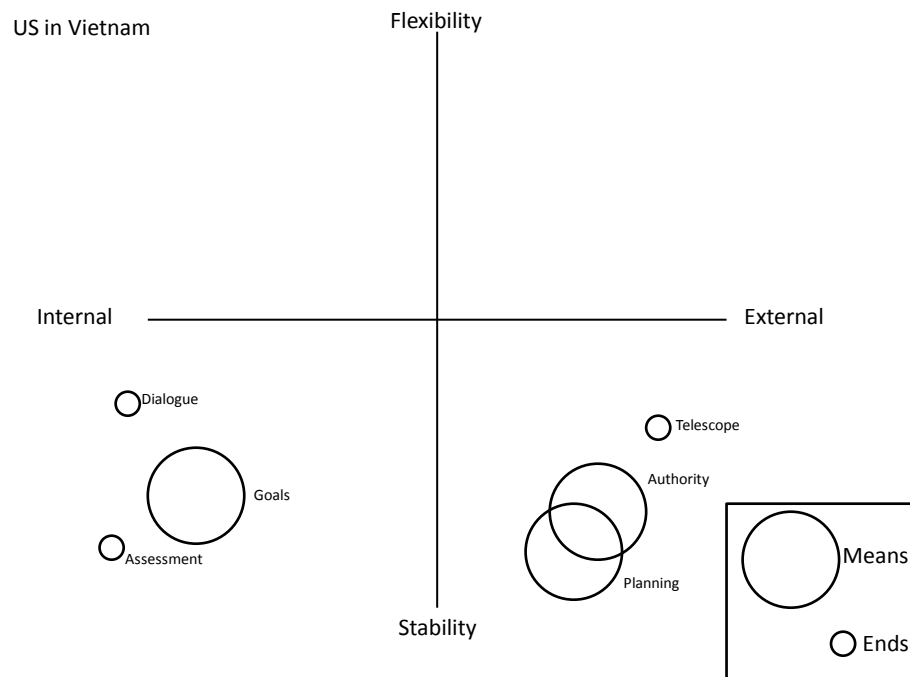 US in Vietnam
Flexibility
Internal
External
Dialogue
Telescope
Goals
Authority
Assessment
Planning
Means
Ends
Stability